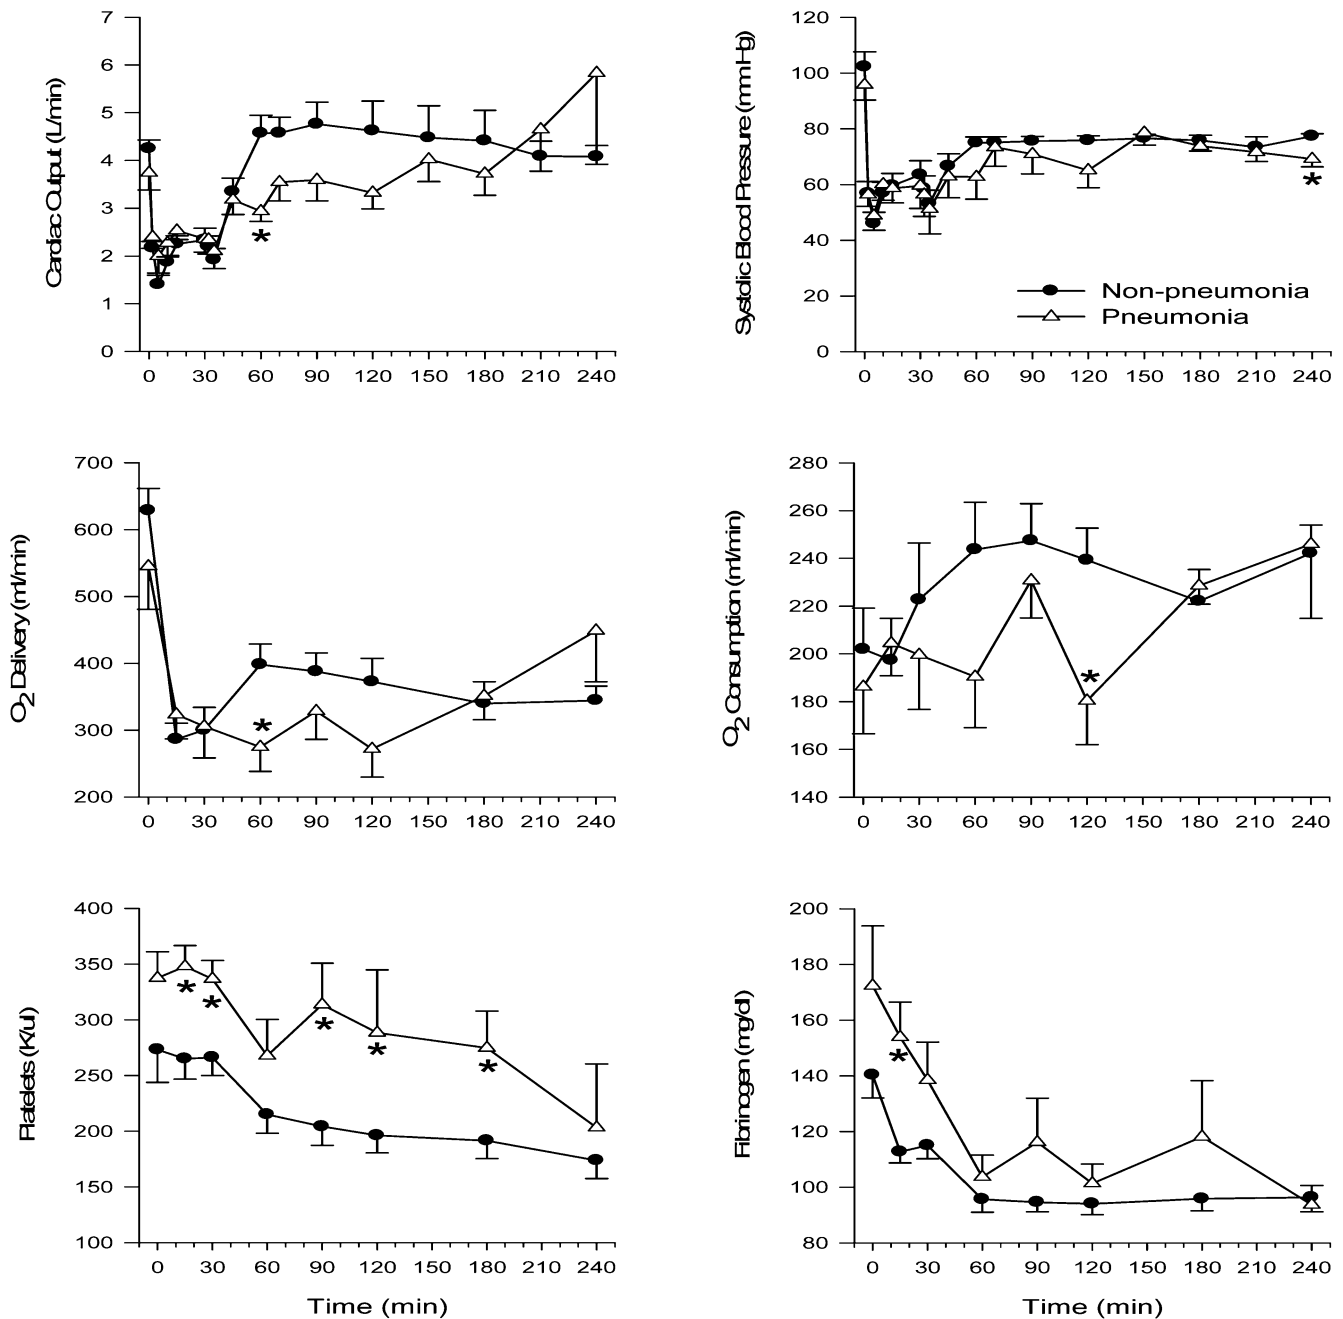 7
6
5
4
3
2
1
0
Cardiac Output (L/min)
0 30 60 90 120 150 180 210 240
*
120
100
80
60
40
20
0
Systolic Blood Pressure (mmHg)
0 30 60 90 120 150 180 210 240
*
Non-pneumonia
Pneumonia
700
600
500
400
300
200
O2 Delivery (ml/min)
0 30 60 90 120 150 180 210 240
*
280
260
240
220
200
180
160
140
O2 Consumption (ml/min)
0 30 60 90 120 150 180 210 240
*
400
350
300
250
200
150
100
Platelets (K/ul)
0 30 60 90 120 150 180 210 240
* * * * *
Time (min)
200
180
160
140
120
100
80
Fibrinogen (mg/dl)
0 30 60 90 120 150 180 210 240
*
Time (min)